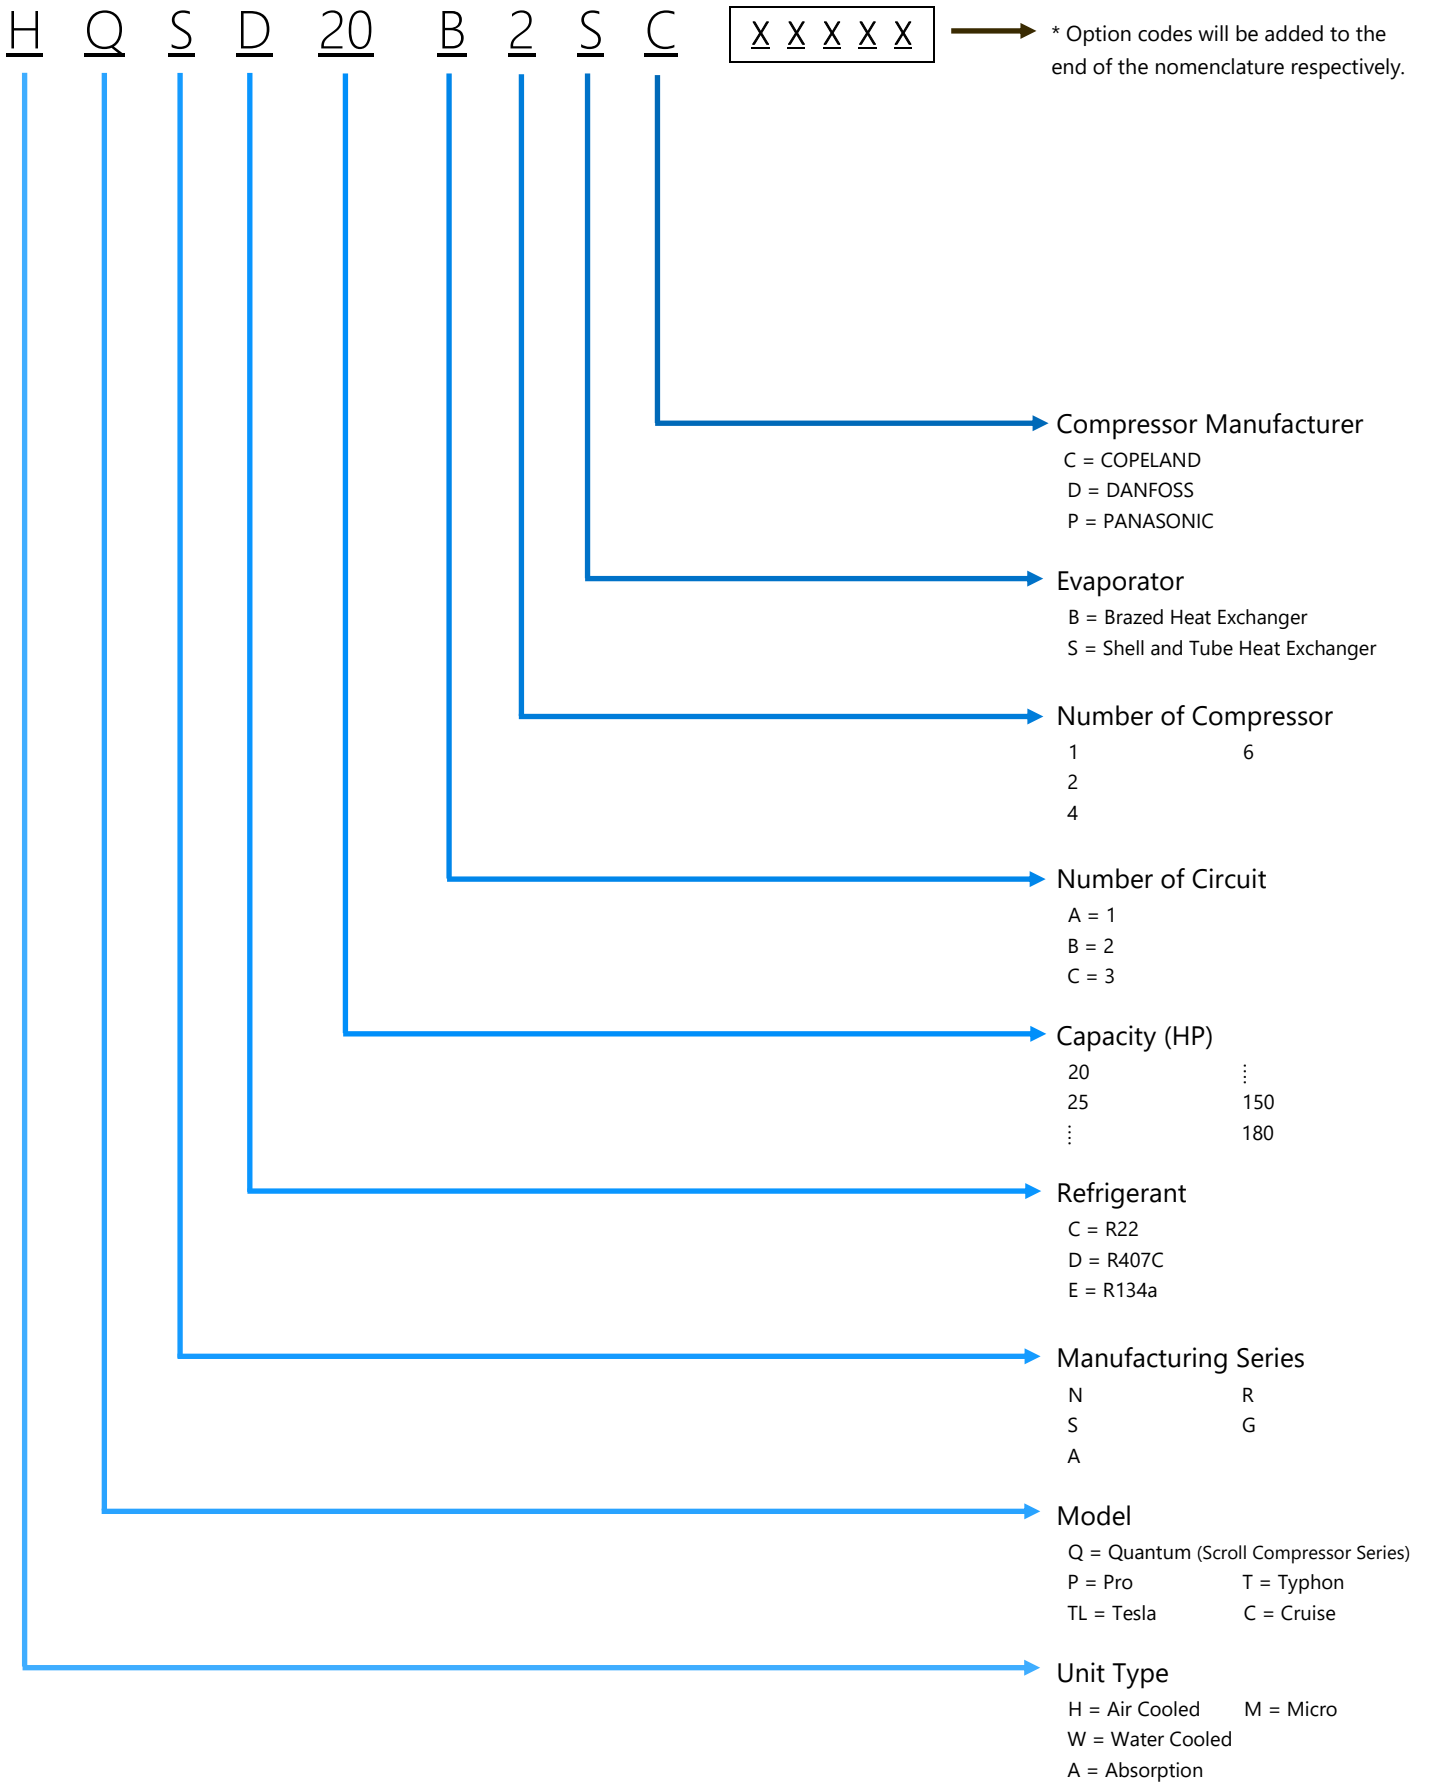 H Q S D 20 B 2 S C X X X X X
* Option codes will be added to the
end of the nomenclature respectively.
Compressor Manufacturer
C = COPELAND
D = DANFOSS
P = PANASONIC
Evaporator
B = Brazed Heat Exchanger
S = Shell and Tube Heat Exchanger
Number of Compressor
1 6
2
4
Number of Circuit
A = 1
B = 2
C = 3
Capacity (HP)
20 ⋮
25 150
⋮ 180
Refrigerant
C = R22
D = R407C
E = R134a
Manufacturing Series
N R
S G
A
Model
Q = Quantum (Scroll Compressor Series)
P = Pro T = Typhon
TL = Tesla C = Cruise
Unit Type
H = Air Cooled M = Micro
W = Water Cooled
A = Absorption